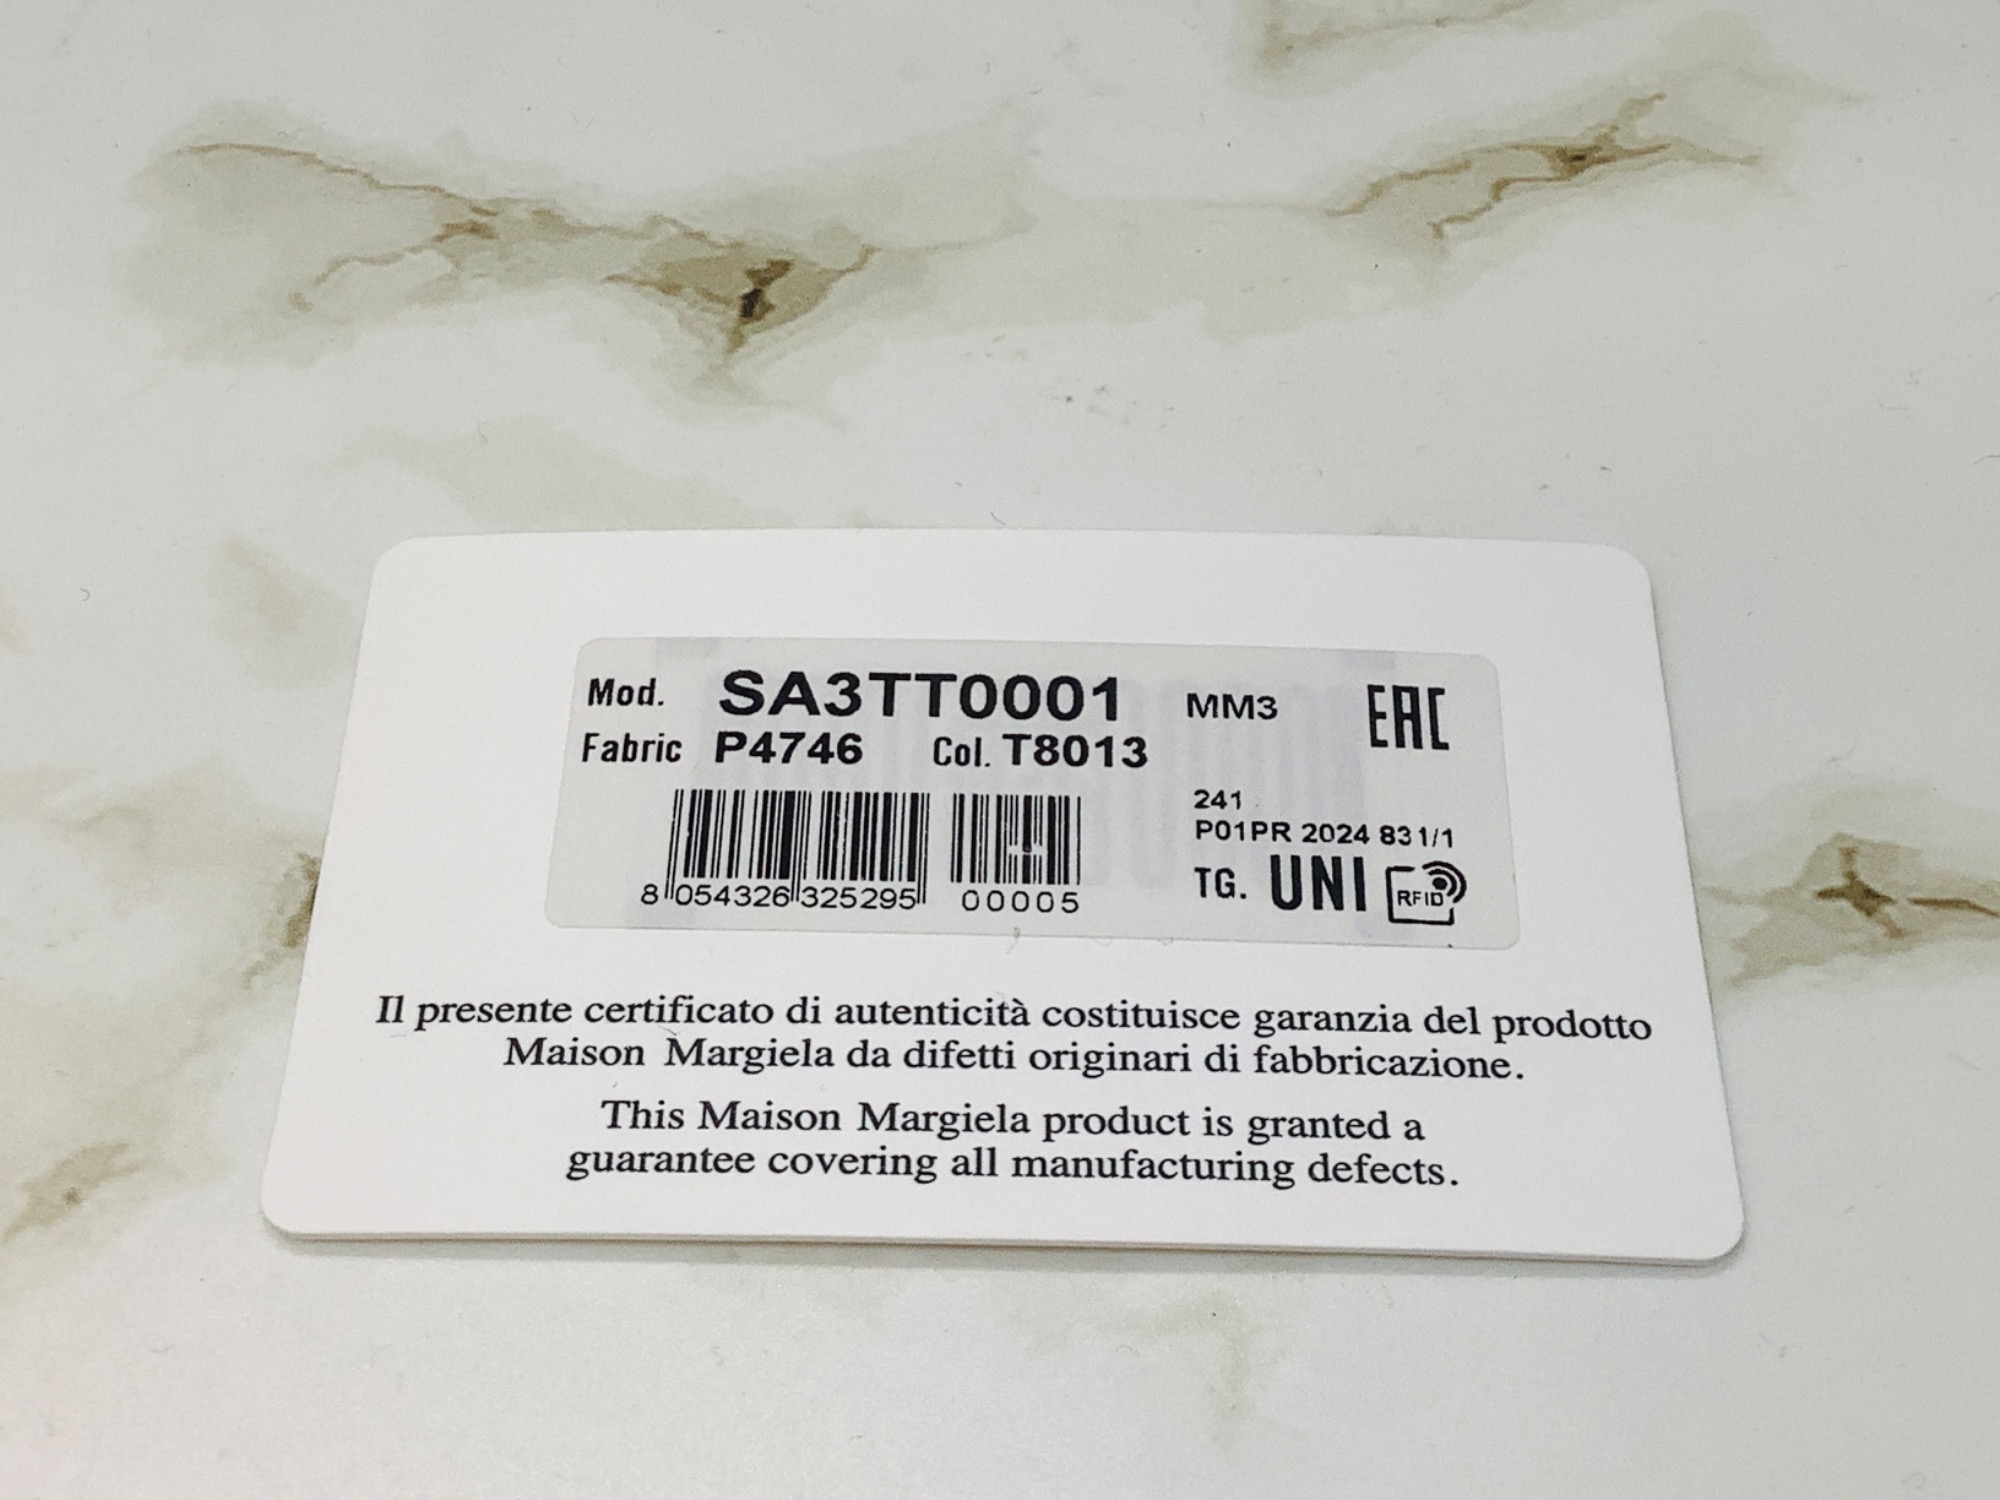 Mod. SA3TT0001 MM3 EAC
Fabric P4746 Col. T8013
241
P01PR 2024 83 1/1
TG. UNI RFID
8 054326 325295 00005
Il presente certificato di autenticità costituisce garanzia del prodotto
Maison Margiela da difetti originari di fabbricazione.
This Maison Margiela product is granted a
guarantee covering all manufacturing defects.